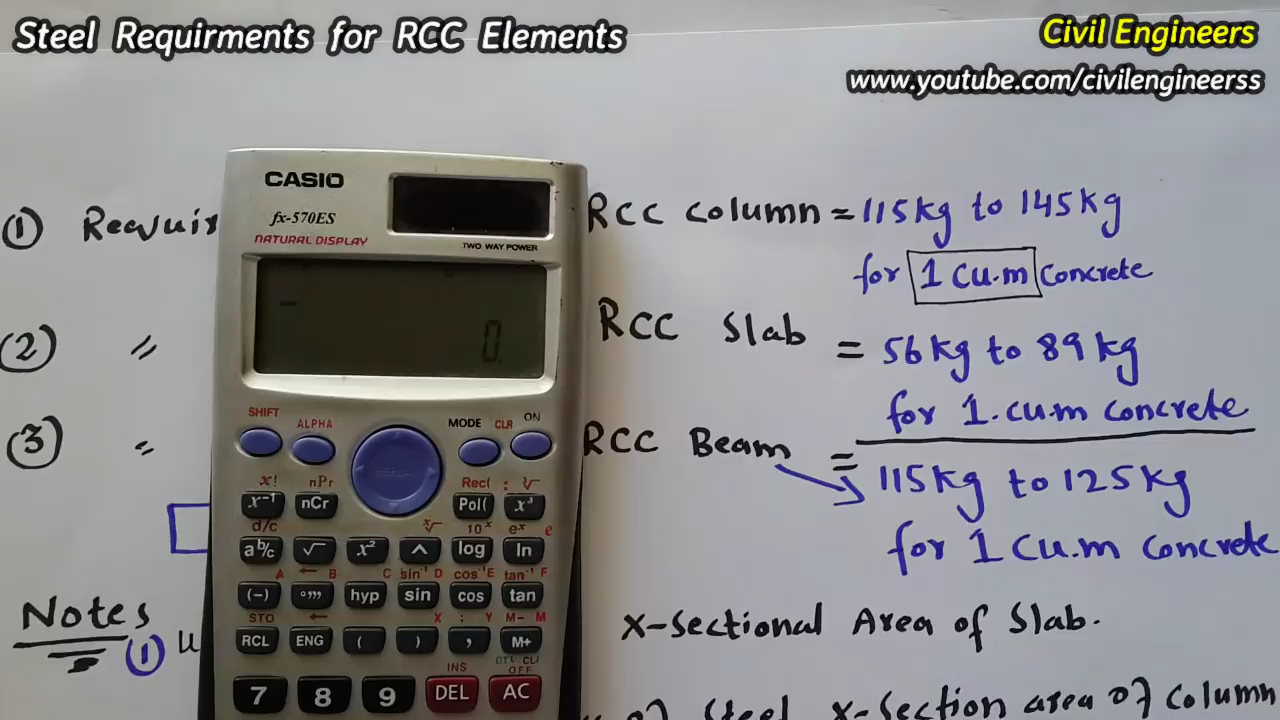 Steel Requirments for RCC Elements
Civil Engineers
www.youtube.com/civilengineerss
CASIO
fx-570ES
NATURAL DISPLAY
TWO WAY POWER
0.
① RCC column = 115kg to 145kg
for 1 cu.m concrete
(2) 〃 RCC Slab = 56kg to 89kg
for 1.cu.m concrete
(3) 〃 RCC Beam = 115kg to 125kg
for 1 cu.m concrete
Notes
① x-sectional Area of Slab.
of Steel x-section area of column
SHIFT ALPHA MODE CLR ON
x! nPr Rec( : ³√
x⁻¹ nCr Pol( x³
d/c ˣ√ 10ˣ eˣ e
a b/c √ x² ^ log ln
A ← B C sin⁻¹ D cos⁻¹ E tan⁻¹ F
(−) °’’’ hyp sin cos tan
STO ← X ; Y M− M
RCL ENG ( ) , M+
INS OFF
7 8 9 DEL AC